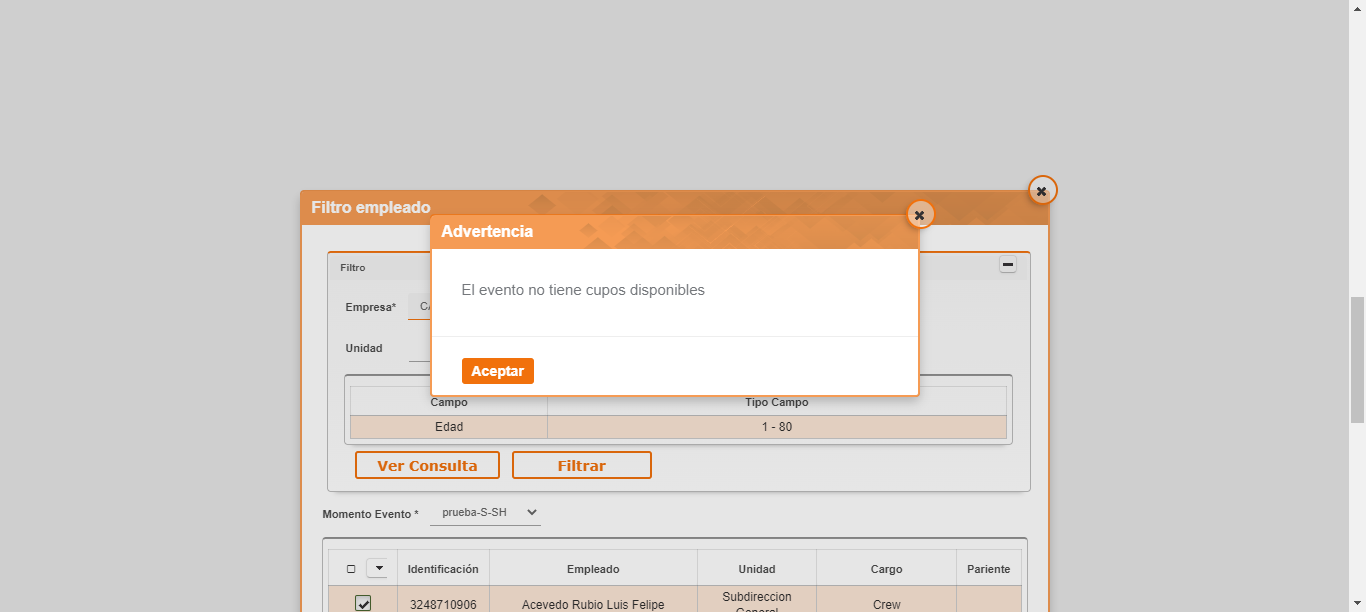 Filtro empleado
Advertencia
El evento no tiene cupos disponibles
Aceptar
Filtro
Empresa*
Unidad
Campo Tipo Campo
Edad 1 - 80
Ver Consulta Filtrar
Momento Evento * prueba-S-SH
Identificación Empleado Unidad Cargo Pariente
3248710906 Acevedo Rubio Luis Felipe Subdireccion General Crew